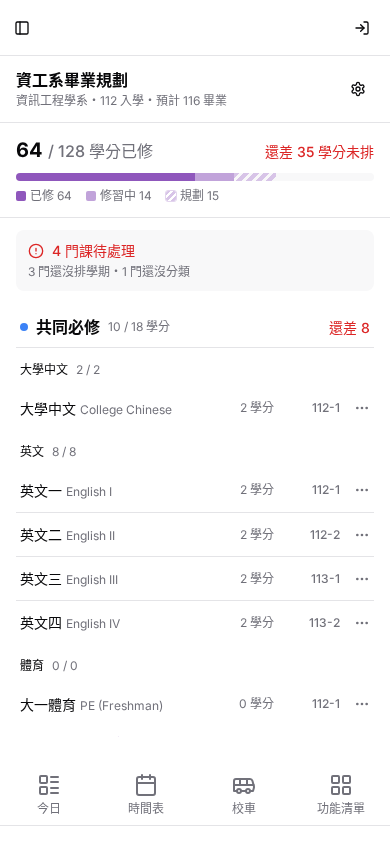 資工系畢業規劃
資訊工程學系・112 入學・預計 116 畢業
64 / 128 學分已修 還差 35 學分未排
已修 64 修習中 14 規劃 15
4 門課待處理
3 門還沒排學期・1 門還沒分類
共同必修 10 / 18 學分 還差 8
大學中文 2 / 2
大學中文 College Chinese 2 學分 112-1
英文 8 / 8
英文一 English I 2 學分 112-1
英文二 English II 2 學分 112-2
英文三 English III 2 學分 113-1
英文四 English IV 2 學分 113-2
體育 0 / 0
大一體育 PE (Freshman) 0 學分 112-1
今日 時間表 校車 功能清單